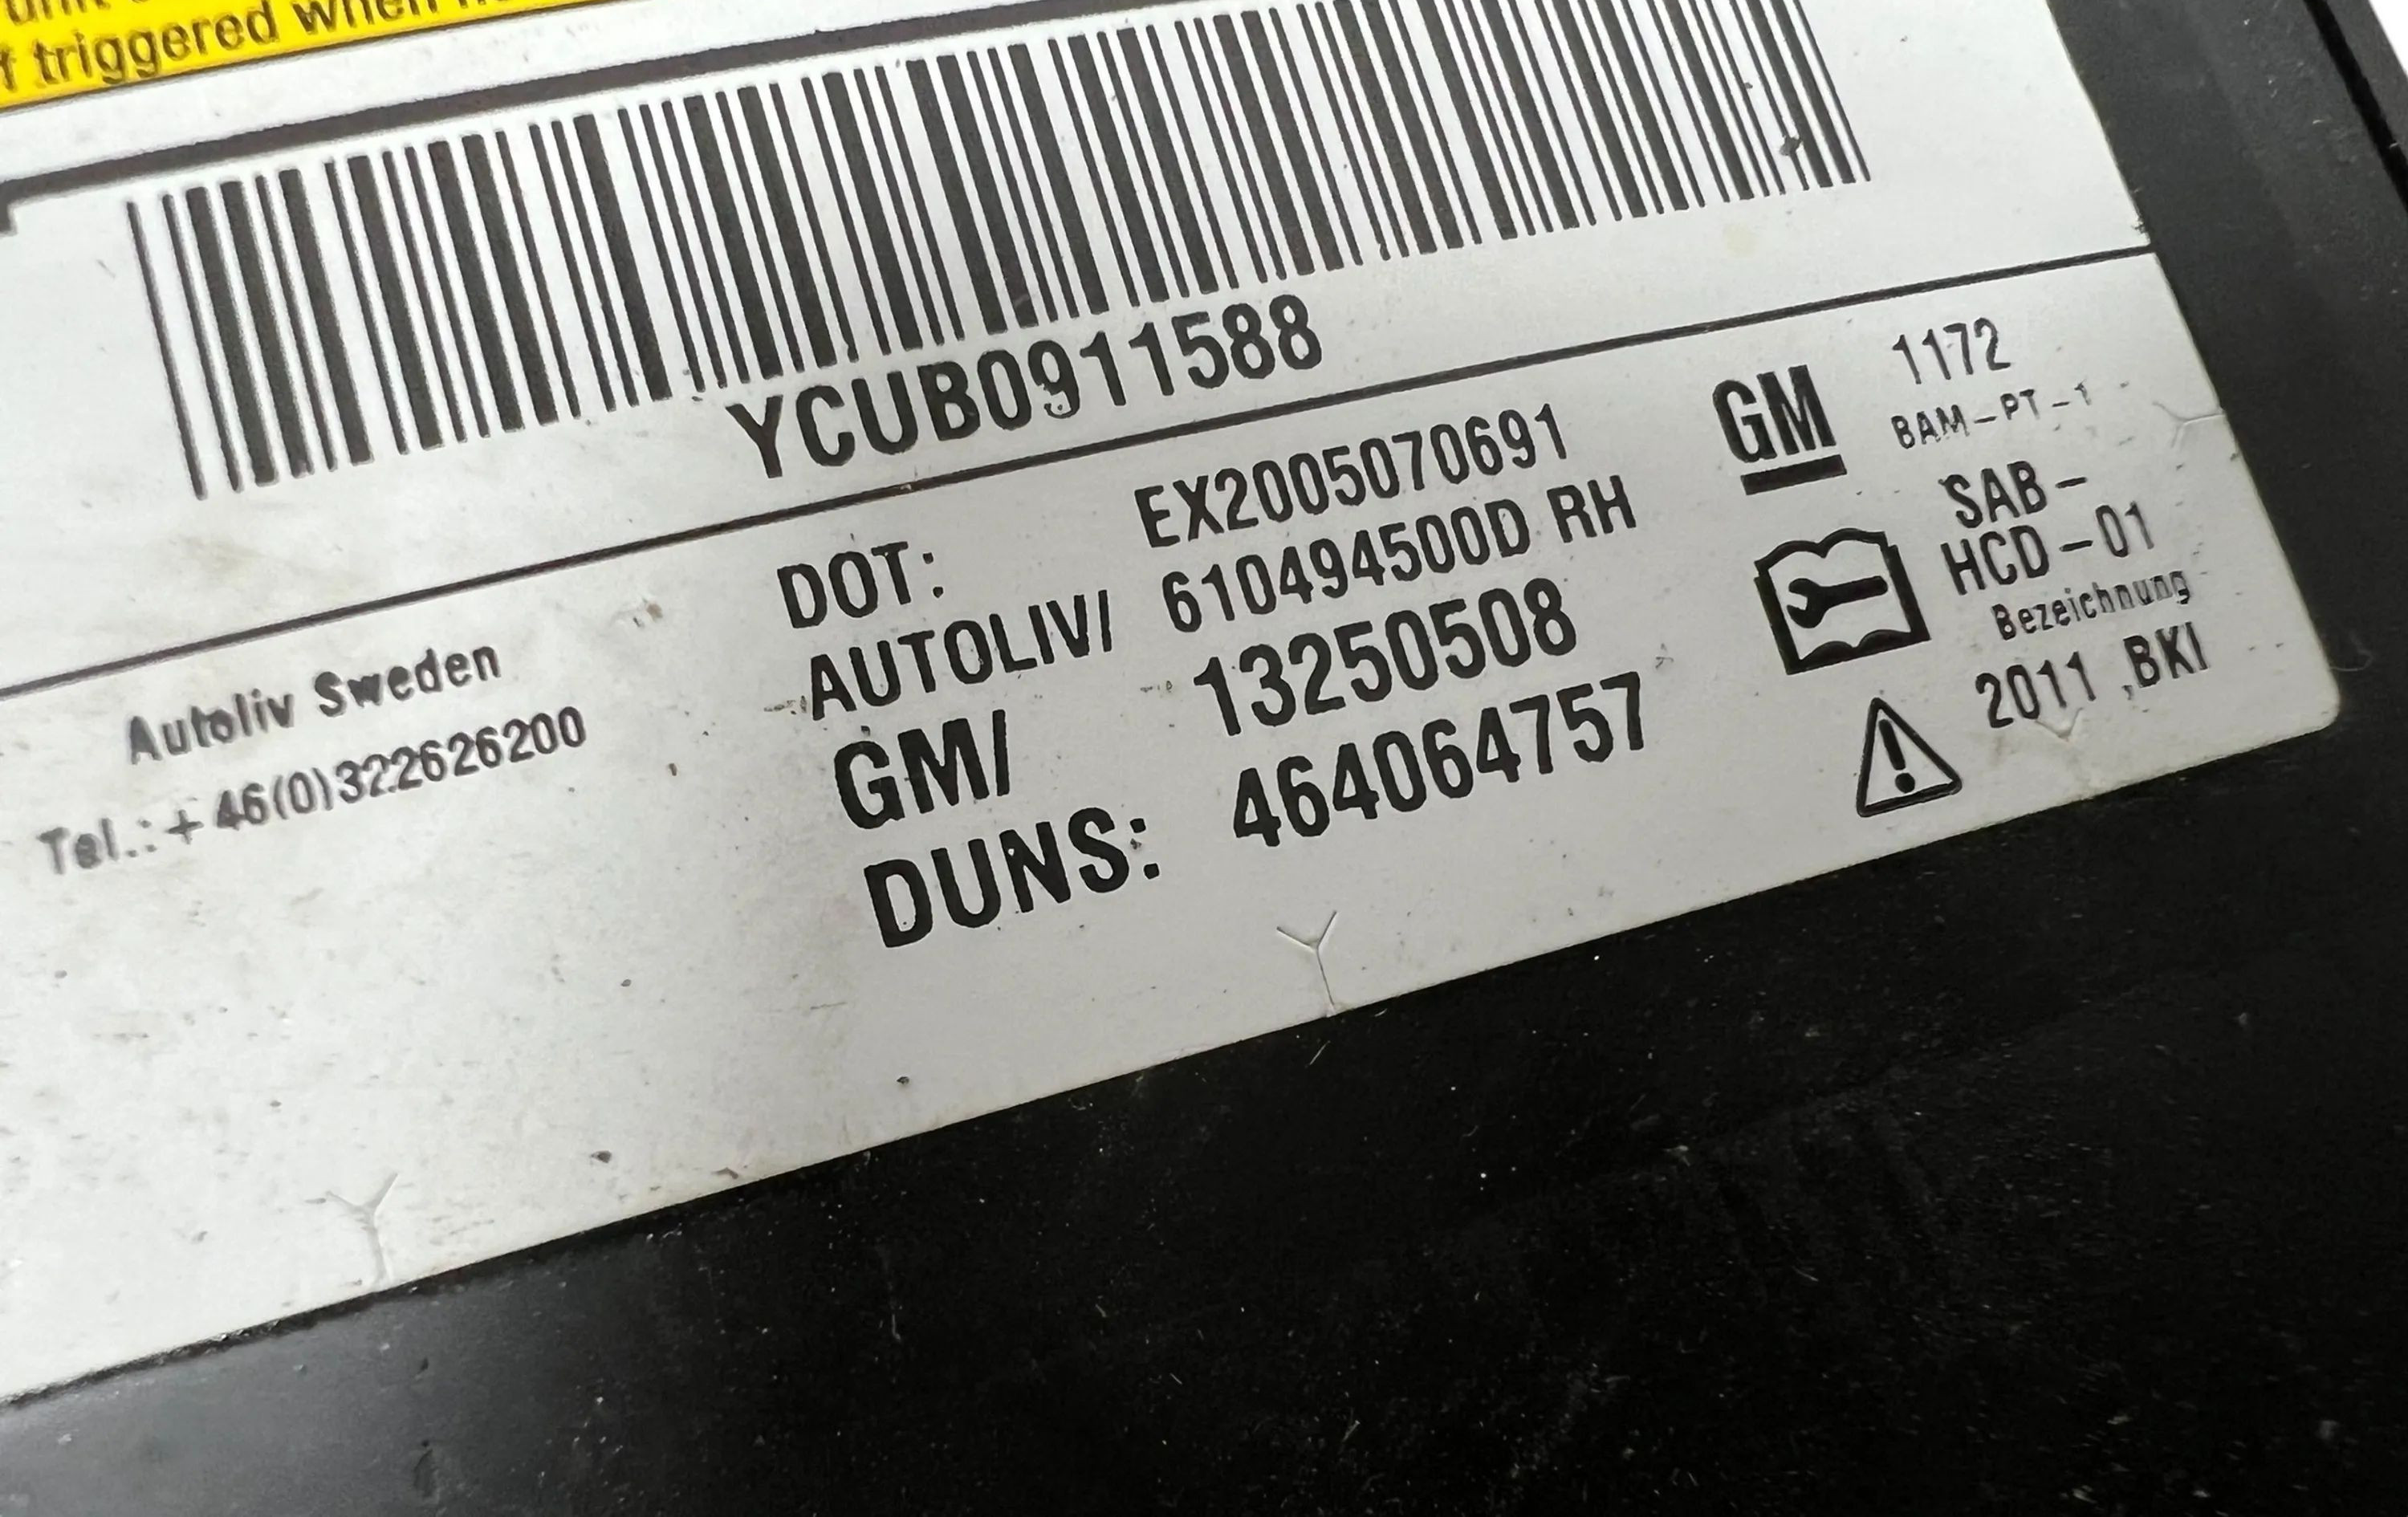 f triggered when
YCUB0911588
DOT: EX2005070691
AUTOLIV/ 610494500D RH
GM/ 13250508
DUNS: 464064757
Autoliv Sweden
Tel.:+46(0)322626200
GM
1172
BAM-PT-1
SAB-
HCD-01
Bezeichnung
2011,BKI